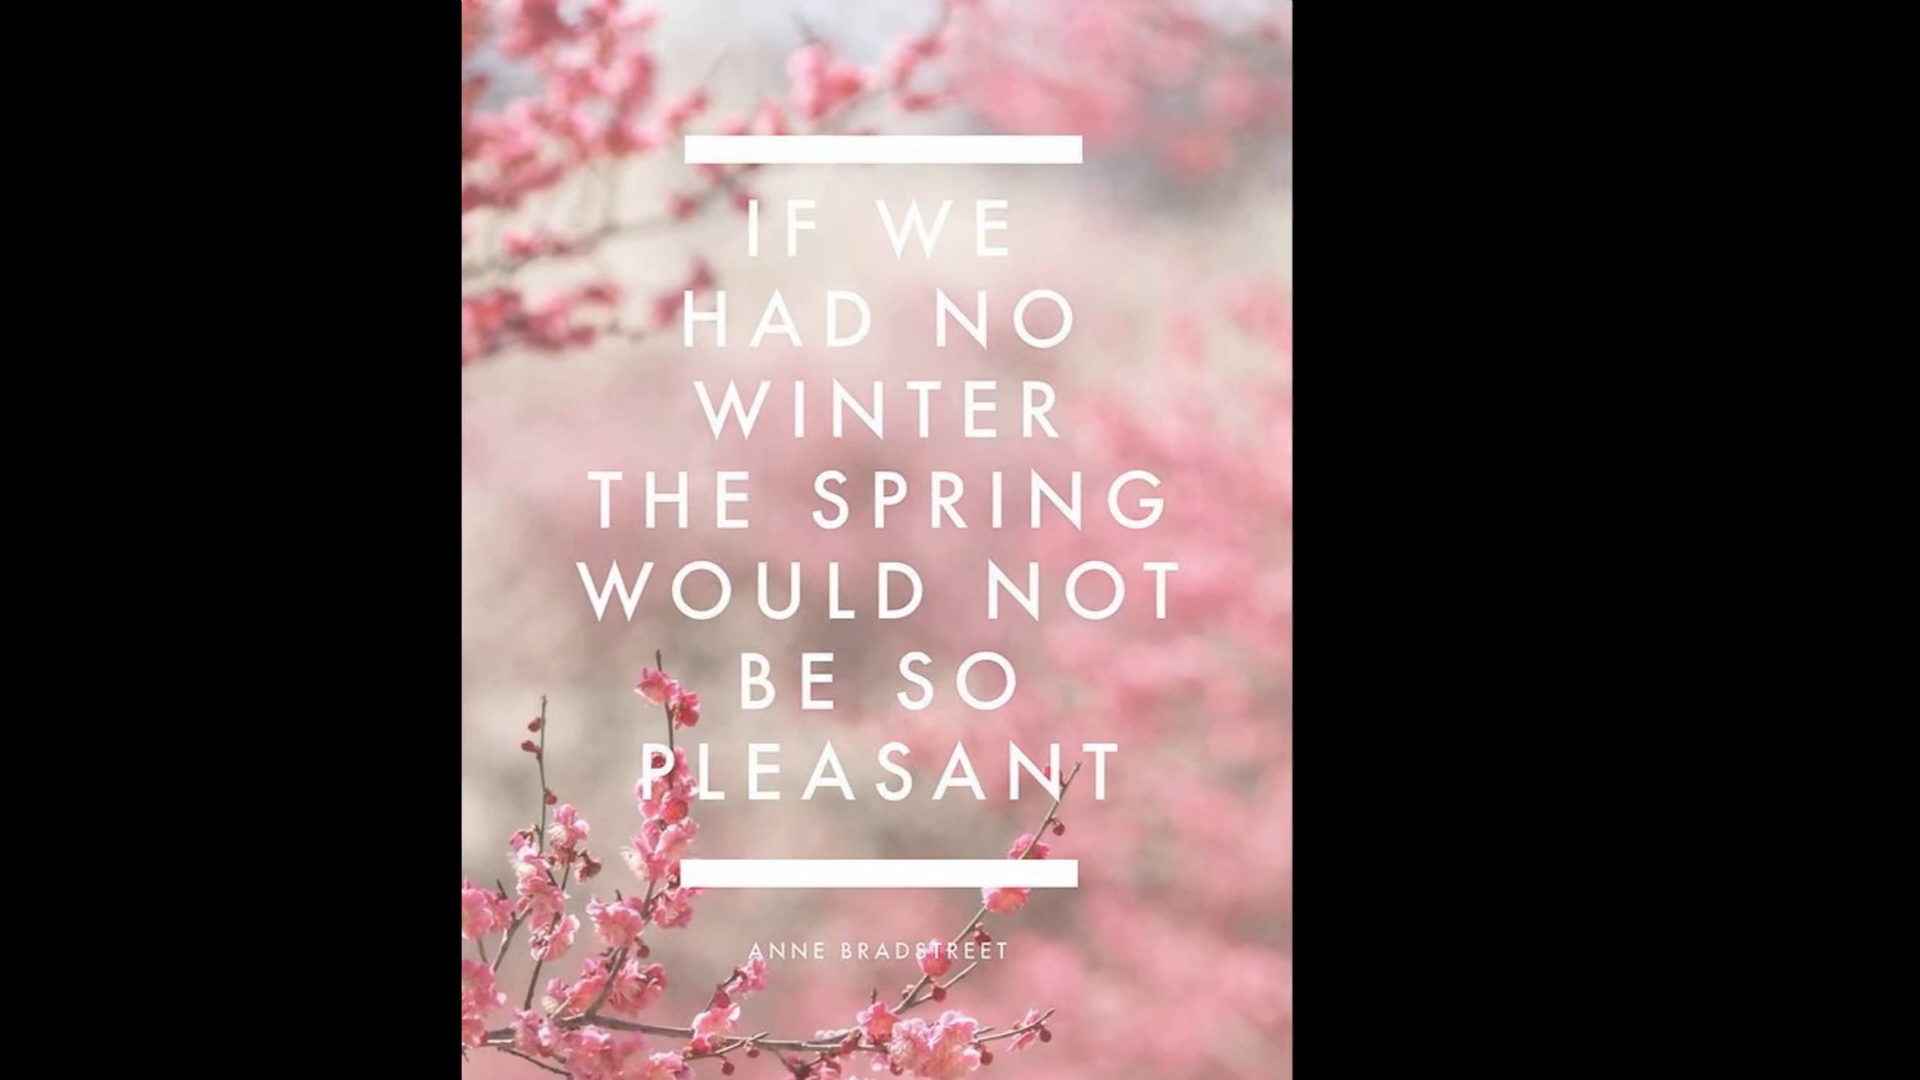 IF WE
HAD NO
WINTER
THE SPRING
WOULD NOT
BE SO
PLEASANT
ANNE BRADSTREET